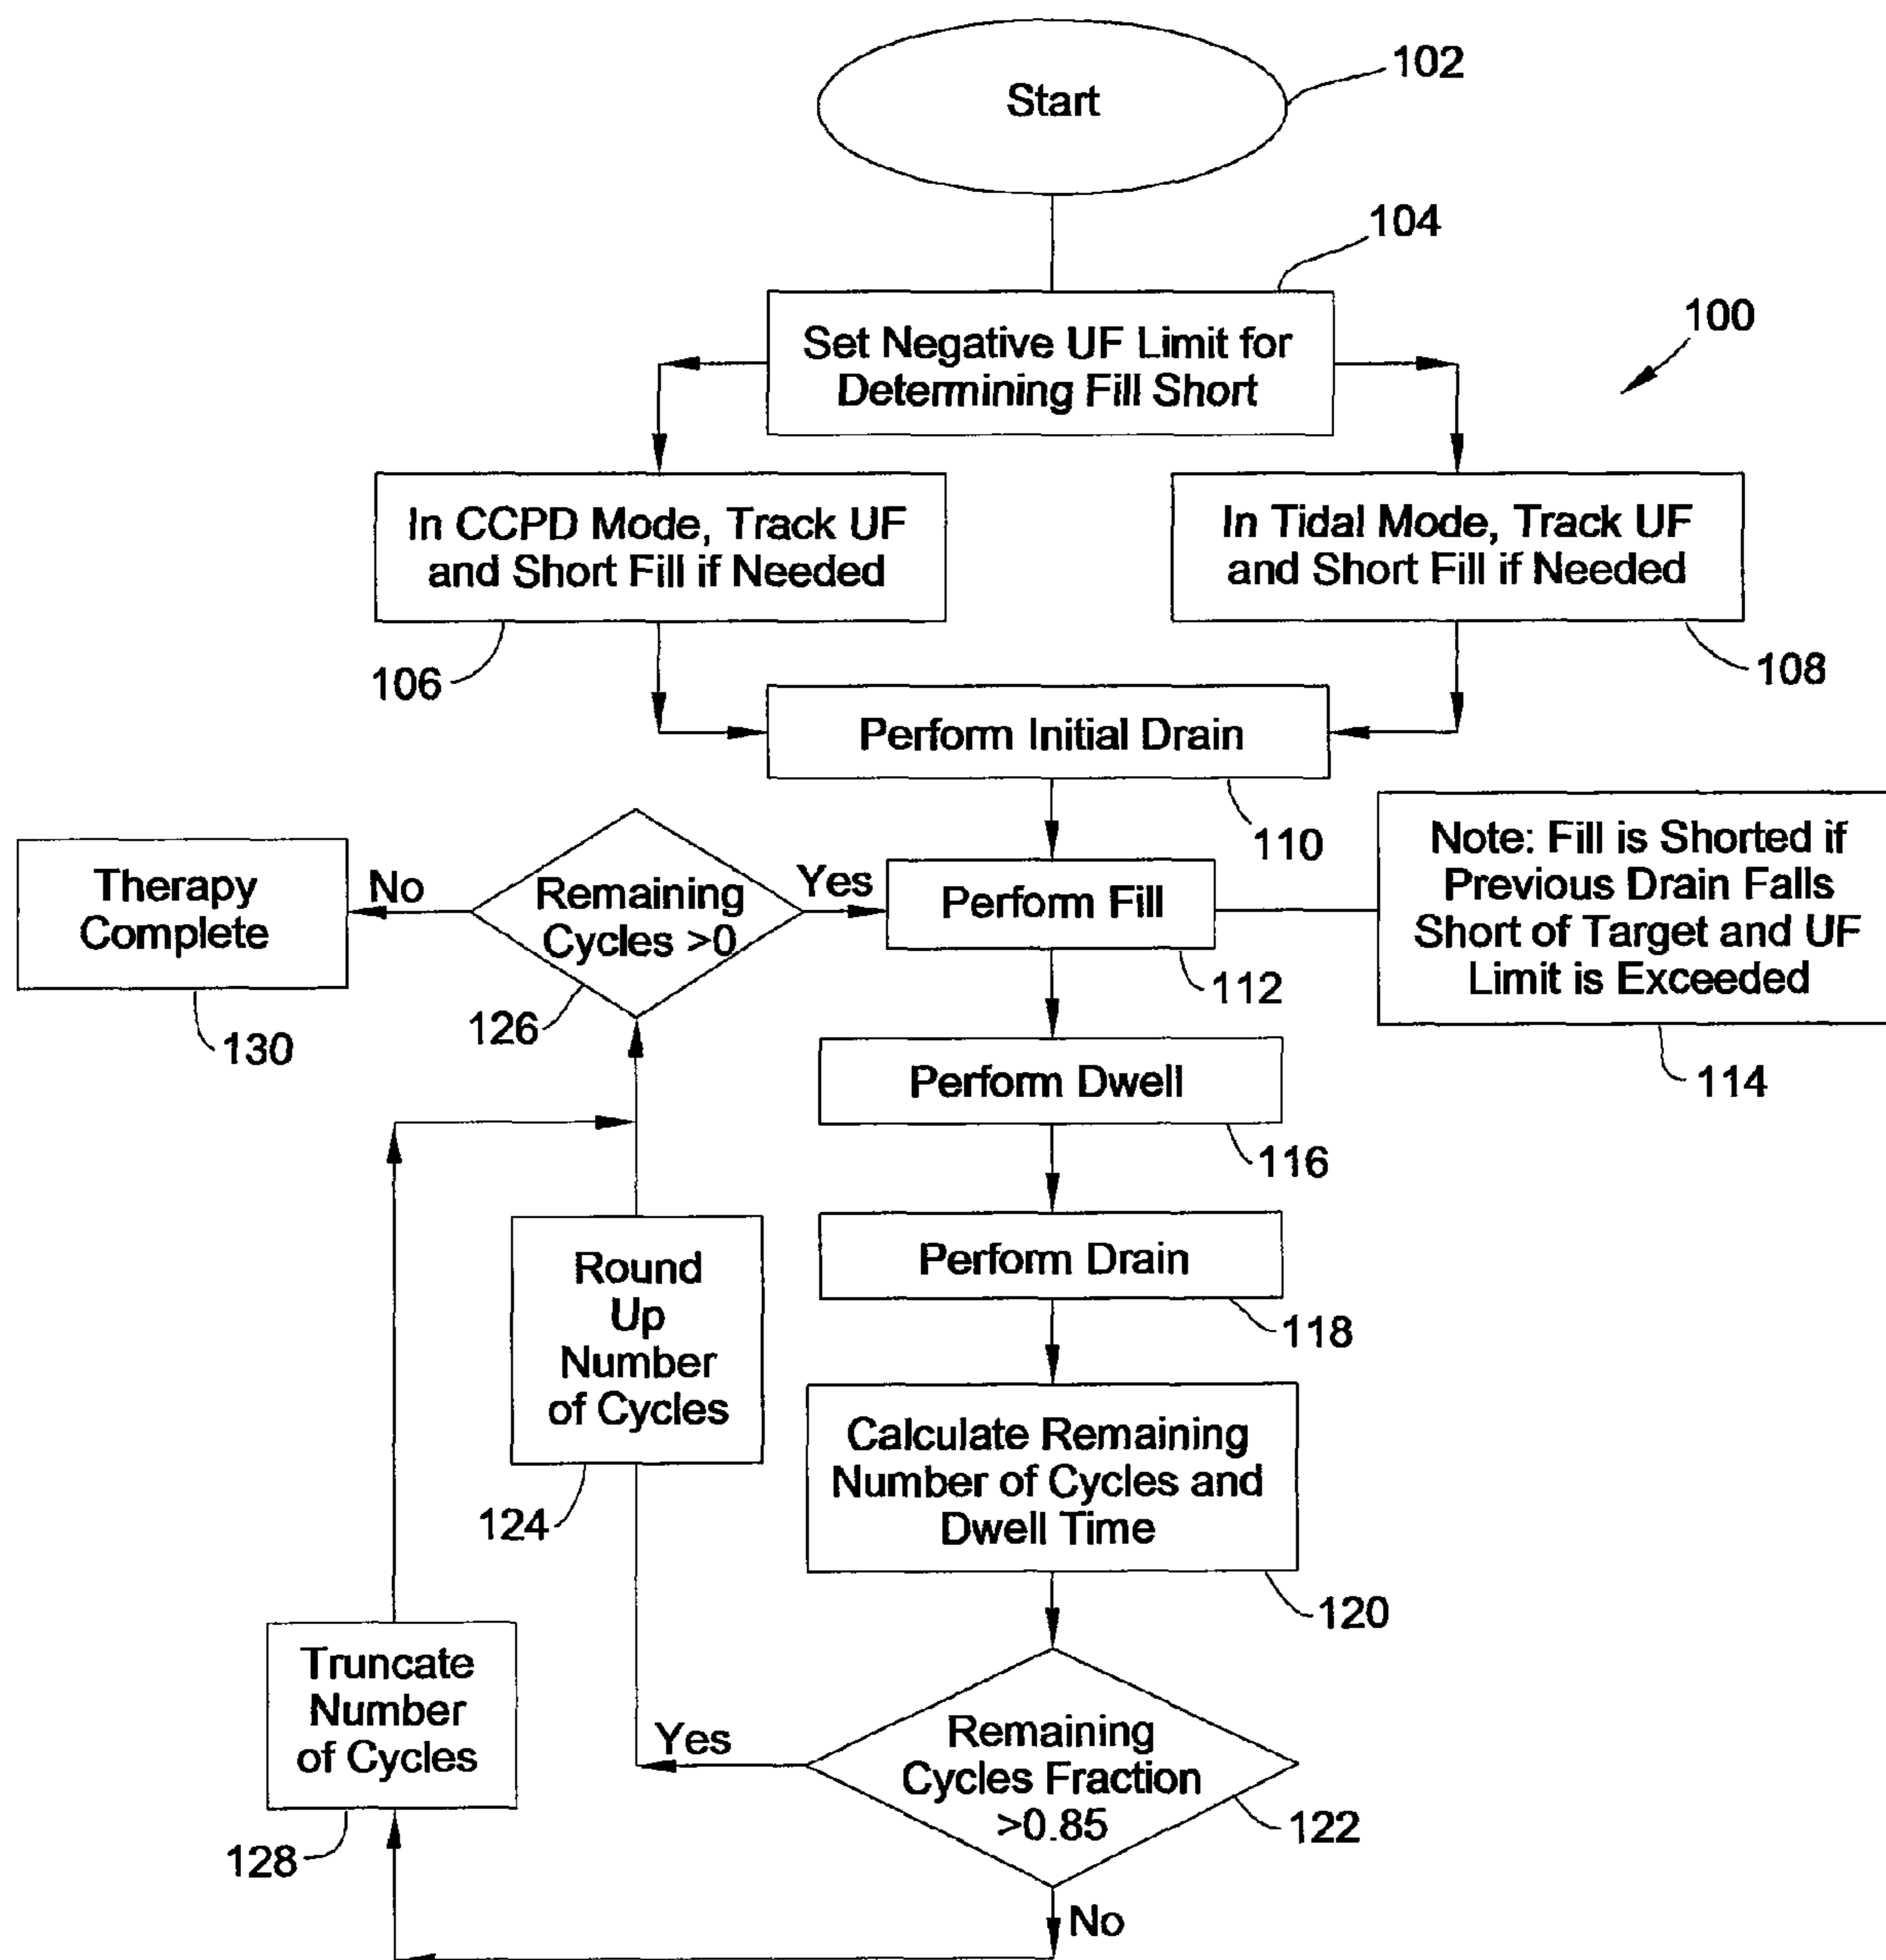 Start
102
104
Set Negative UF Limit for
Determining Fill Short
100
In CCPD Mode, Track UF
and Short Fill if Needed
106
In Tidal Mode, Track UF
and Short Fill if Needed
108
Perform Initial Drain
110
Therapy
Complete
130
No
Remaining
Cycles >0
126
Yes
Perform Fill
112
Note: Fill is Shorted if
Previous Drain Falls
Short of Target and UF
Limit is Exceeded
114
Perform Dwell
116
Perform Drain
118
Round
Up
Number
of Cycles
124
Calculate Remaining
Number of Cycles and
Dwell Time
120
Truncate
Number
of Cycles
128
Yes
Remaining
Cycles Fraction
>0.85
122
No